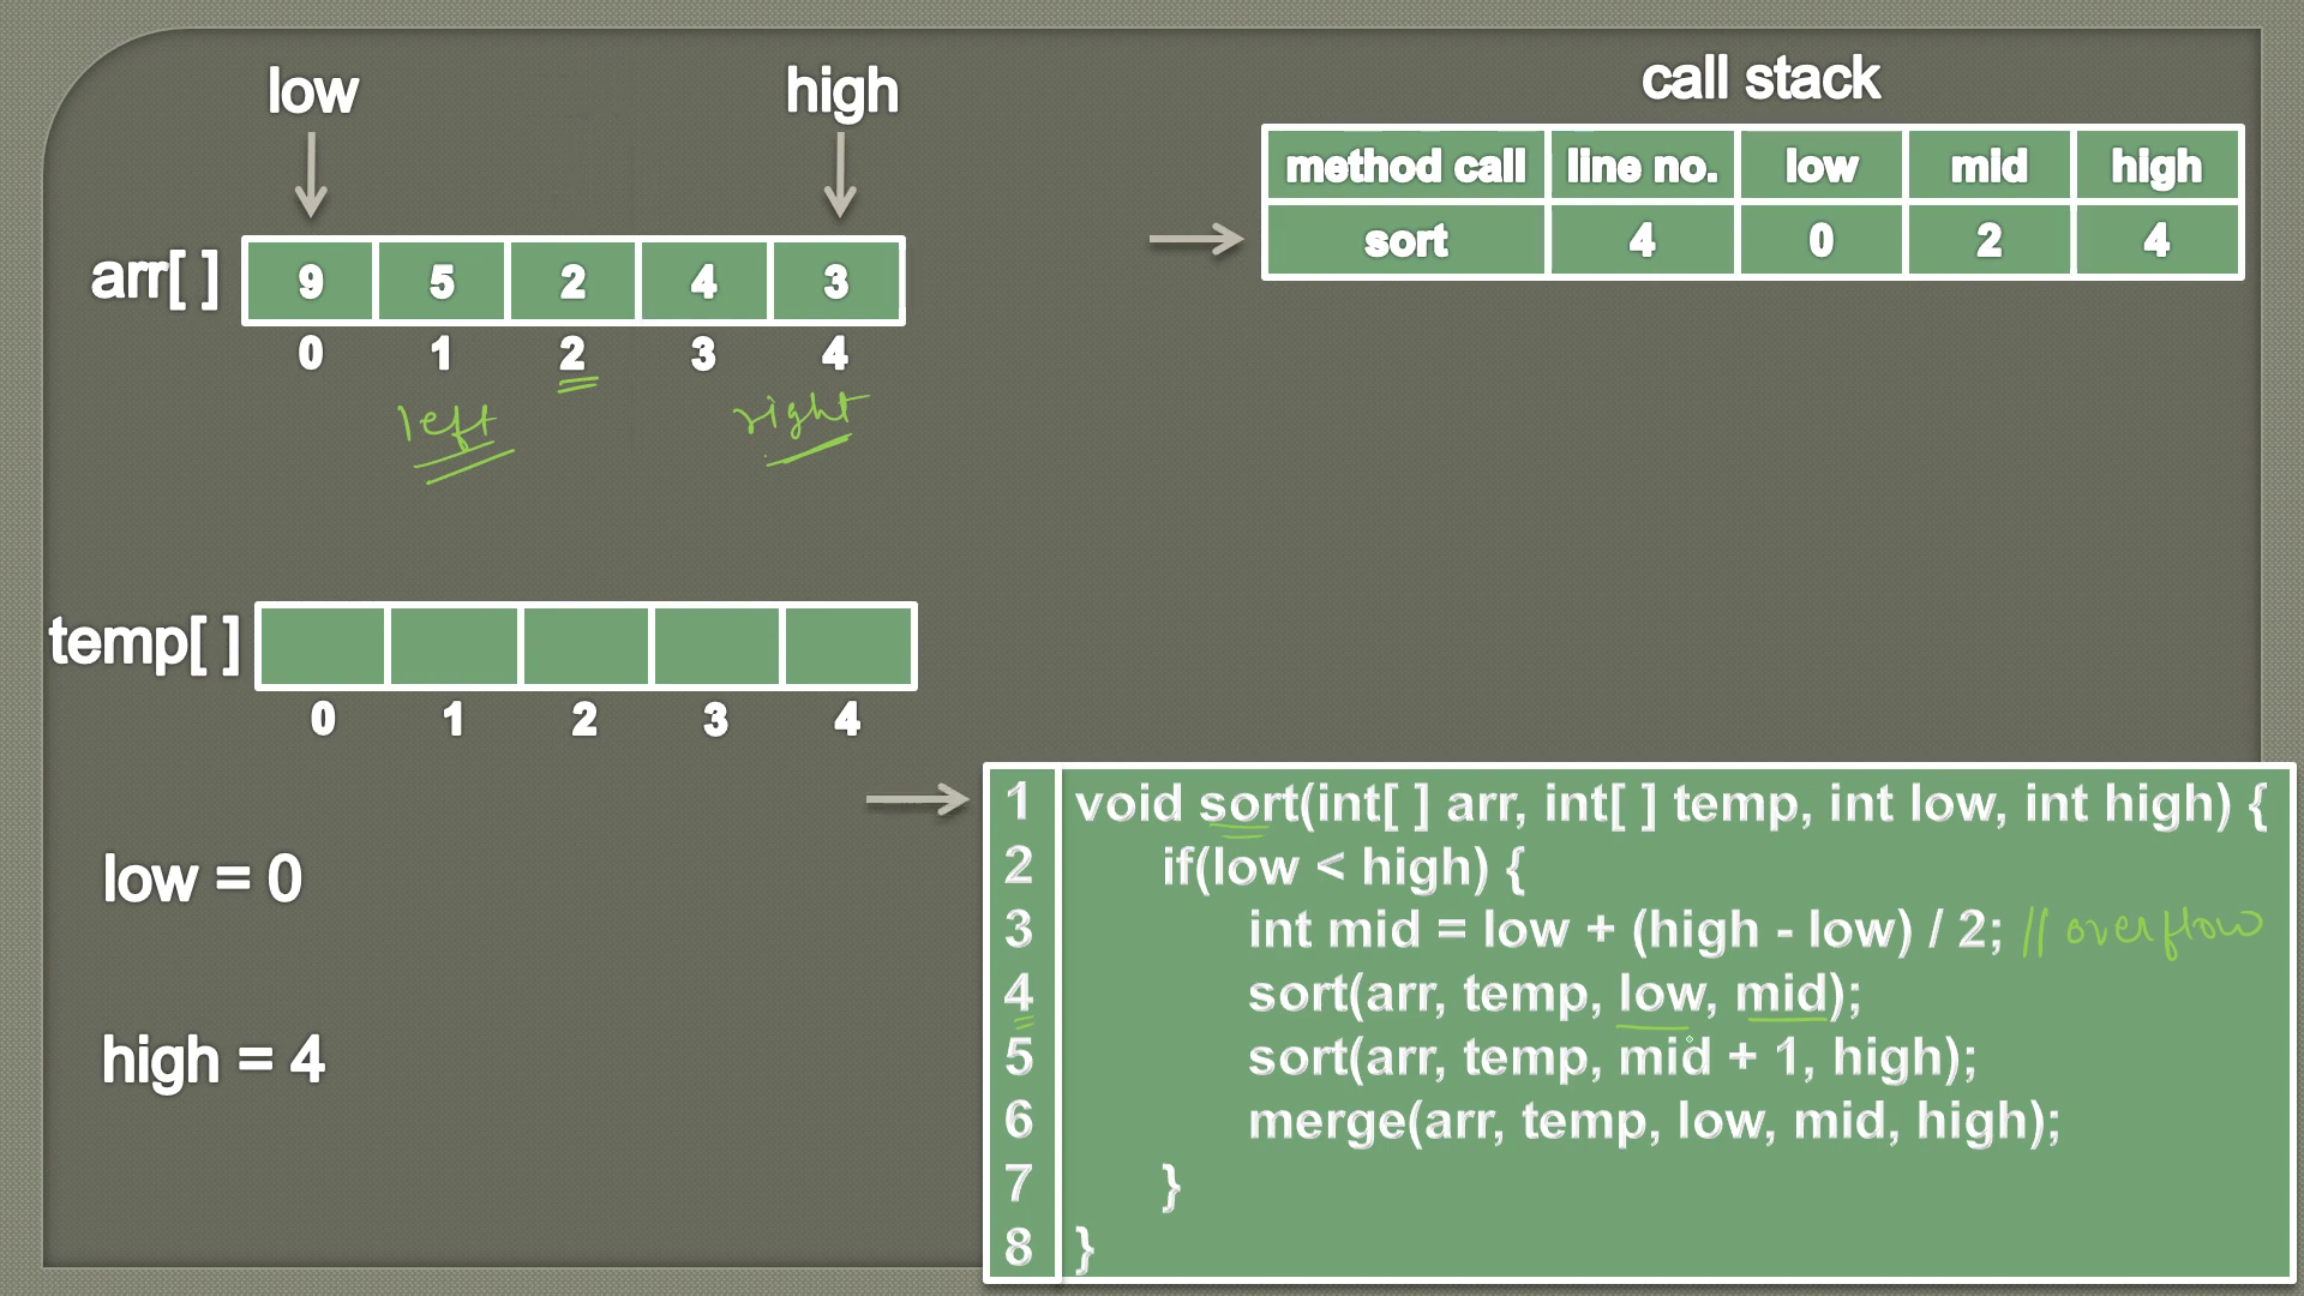 low high
arr[ ] 9 5 2 4 3
0 1 2 3 4
left right
temp[ ]
0 1 2 3 4
low = 0
high = 4
call stack
method call line no. low mid high
sort 4 0 2 4
1 void sort(int[ ] arr, int[ ] temp, int low, int high) {
2 if(low < high) {
3 int mid = low + (high - low) / 2; // overflow
4 sort(arr, temp, low, mid);
5 sort(arr, temp, mid + 1, high);
6 merge(arr, temp, low, mid, high);
7 }
8 }